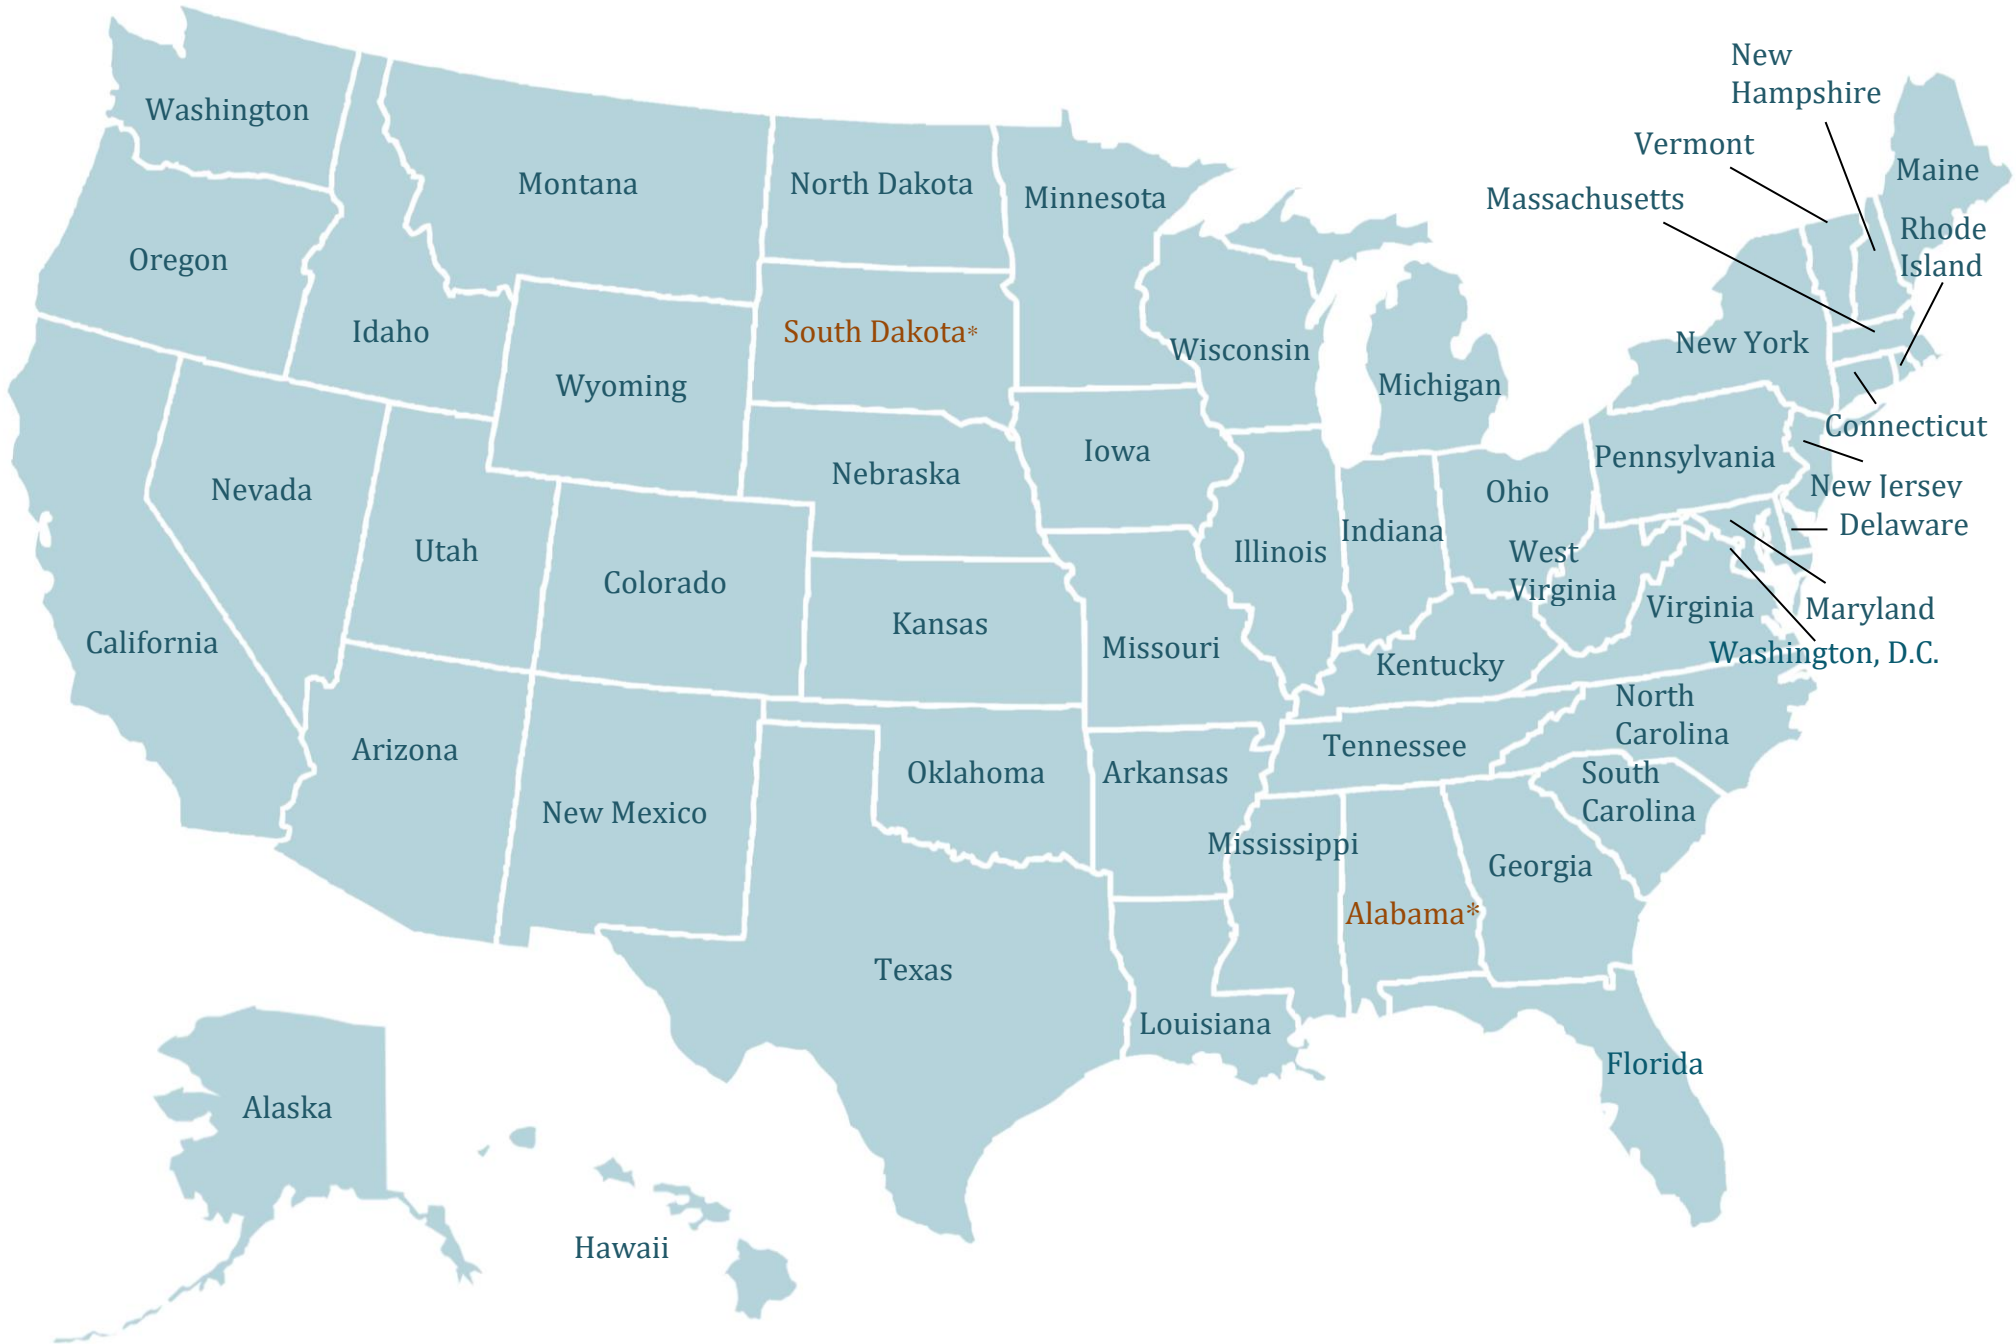 New
Hampshire
Washington
Vermont
Maine
Montana
North Dakota
Minnesota
Massachusetts
Rhode
Island
Oregon
Idaho
South Dakota*
New York
Wisconsin
Wyoming
Michigan
Connecticut
Iowa
Pennsylvania
Nebraska
Nevada
Ohio
New Jersey
Delaware
Indiana
Utah
Illinois
West
Virginia
Colorado
Virginia
Maryland
Kansas
California
Missouri
Washington, D.C.
Kentucky
North
Carolina
Arizona
Tennessee
Oklahoma
Arkansas
South
Carolina
New Mexico
Mississippi
Georgia
Alabama*
Texas
Louisiana
Florida
Alaska
Hawaii